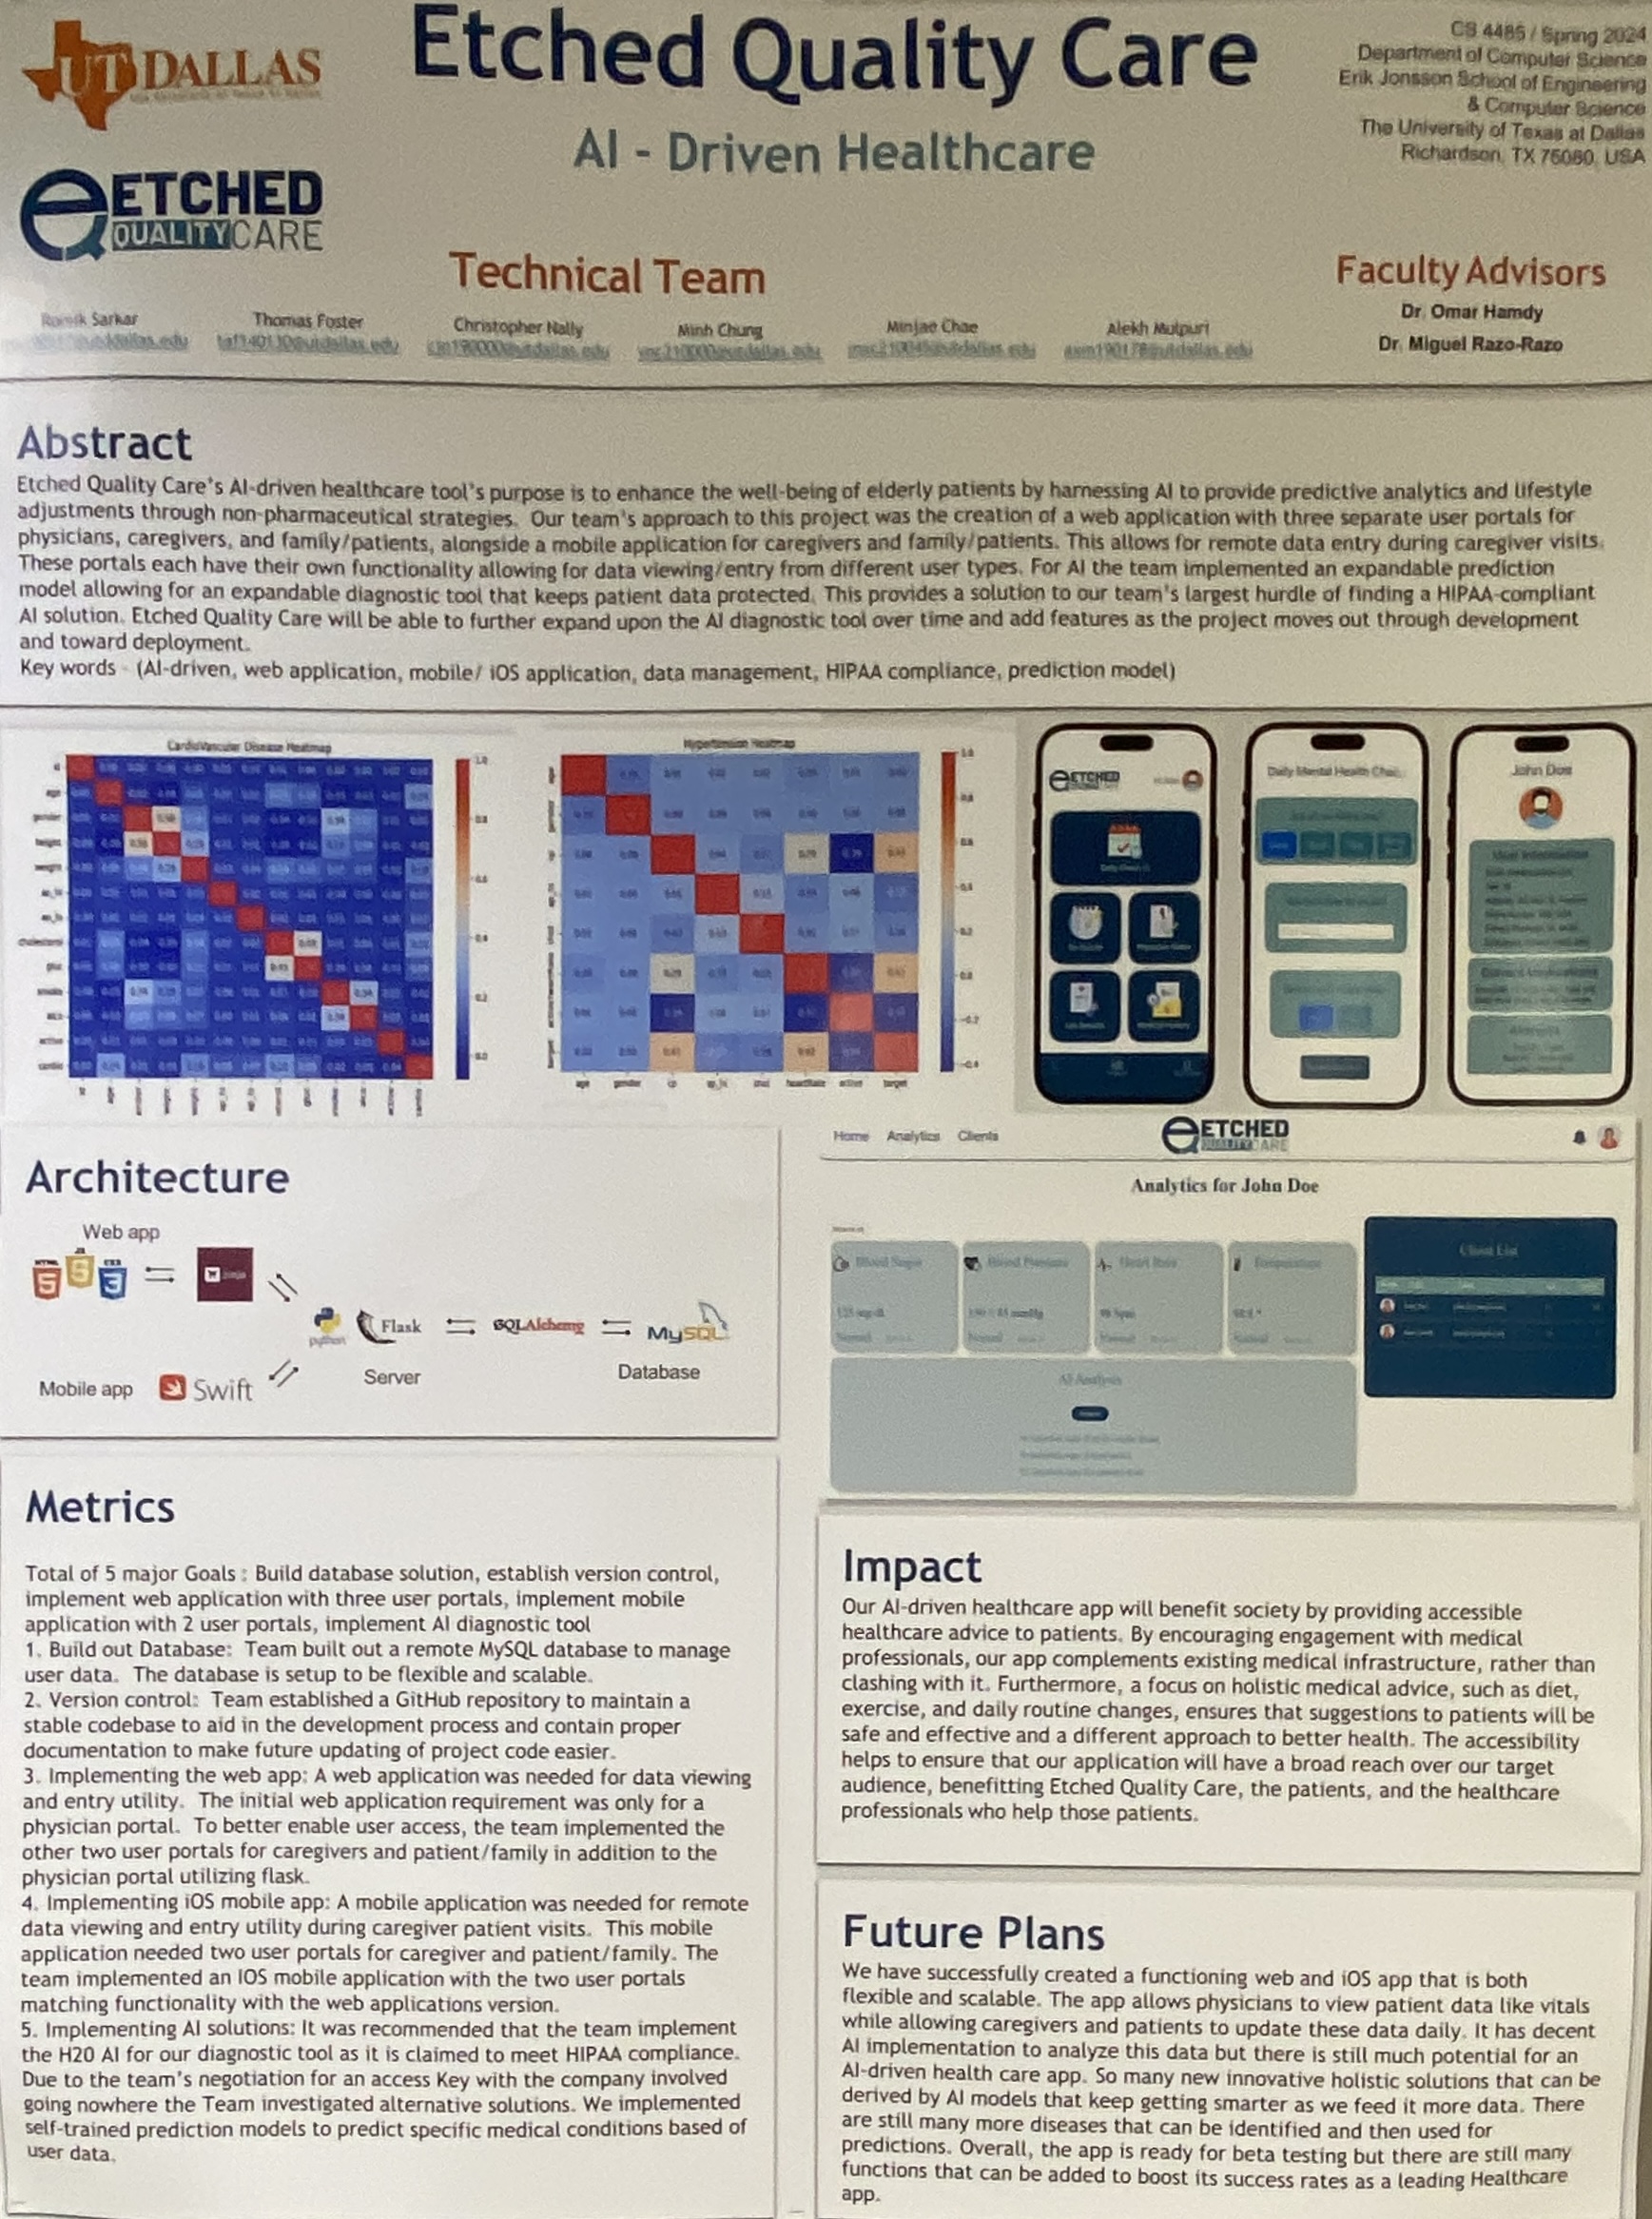 UT DALLAS
Etched Quality Care
AI - Driven Healthcare
CS 4485 / Spring 2024
Department of Computer Science
Erik Jonsson School of Engineering
& Computer Science
The University of Texas at Dallas
Richardson, TX 75080, USA
ETCHED
QUALITY CARE
Technical Team
Faculty Advisors
Sarkar
Thomas Foster
Christopher Nally
Minh Chung
Minjae Chae
Alekh Mulpuri
Dr. Omar Hamdy
Dr. Miguel Razo-Razo
Abstract
Etched Quality Care's AI-driven healthcare tool's purpose is to enhance the well-being of elderly patients by harnessing AI to provide predictive analytics and lifestyle
adjustments through non-pharmaceutical strategies. Our team's approach to this project was the creation of a web application with three separate user portals for
physicians, caregivers, and family/patients, alongside a mobile application for caregivers and family/patients. This allows for remote data entry during caregiver visits.
These portals each have their own functionality allowing for data viewing/entry from different user types. For AI the team implemented an expandable prediction
model allowing for an expandable diagnostic tool that keeps patient data protected. This provides a solution to our team's largest hurdle of finding a HIPAA-compliant
AI solution. Etched Quality Care will be able to further expand upon the AI diagnostic tool over time and add features as the project moves out through development
and toward deployment.
Key words - (AI-driven, web application, mobile/ iOS application, data management, HIPAA compliance, prediction model)
CardioVascular Disease Heatmap
Hypertension Heatmap
ETCHED
Daily Mental Health Chec
John Doe
User Information
Home Analytics Clients
ETCHED
QUALITY CARE
Analytics for John Doe
Blood Sugar
Blood Pressure
Heart Rate
Temperature
Client List
AI Analysis
Architecture
Web app
HTML 5
JS 5
CSS 3
python
Flask
SQLAlchemy
MySQL
Mobile app
Swift
Server
Database
Metrics
Total of 5 major Goals : Build database solution, establish version control,
implement web application with three user portals, implement mobile
application with 2 user portals, implement AI diagnostic tool
1. Build out Database: Team built out a remote MySQL database to manage
user data. The database is setup to be flexible and scalable.
2. Version control: Team established a GitHub repository to maintain a
stable codebase to aid in the development process and contain proper
documentation to make future updating of project code easier.
3. Implementing the web app: A web application was needed for data viewing
and entry utility. The initial web application requirement was only for a
physician portal. To better enable user access, the team implemented the
other two user portals for caregivers and patient/family in addition to the
physician portal utilizing flask.
4. Implementing iOS mobile app: A mobile application was needed for remote
data viewing and entry utility during caregiver patient visits. This mobile
application needed two user portals for caregiver and patient/family. The
team implemented an IOS mobile application with the two user portals
matching functionality with the web applications version.
5. Implementing AI solutions: It was recommended that the team implement
the H20 AI for our diagnostic tool as it is claimed to meet HIPAA compliance.
Due to the team's negotiation for an access Key with the company involved
going nowhere the Team investigated alternative solutions. We implemented
self-trained prediction models to predict specific medical conditions based of
user data.
Impact
Our AI-driven healthcare app will benefit society by providing accessible
healthcare advice to patients. By encouraging engagement with medical
professionals, our app complements existing medical infrastructure, rather than
clashing with it. Furthermore, a focus on holistic medical advice, such as diet,
exercise, and daily routine changes, ensures that suggestions to patients will be
safe and effective and a different approach to better health. The accessibility
helps to ensure that our application will have a broad reach over our target
audience, benefitting Etched Quality Care, the patients, and the healthcare
professionals who help those patients.
Future Plans
We have successfully created a functioning web and iOS app that is both
flexible and scalable. The app allows physicians to view patient data like vitals
while allowing caregivers and patients to update these data daily. It has decent
AI implementation to analyze this data but there is still much potential for an
AI-driven health care app. So many new innovative holistic solutions that can be
derived by AI models that keep getting smarter as we feed it more data. There
are still many more diseases that can be identified and then used for
predictions. Overall, the app is ready for beta testing but there are still many
functions that can be added to boost its success rates as a leading Healthcare
app.